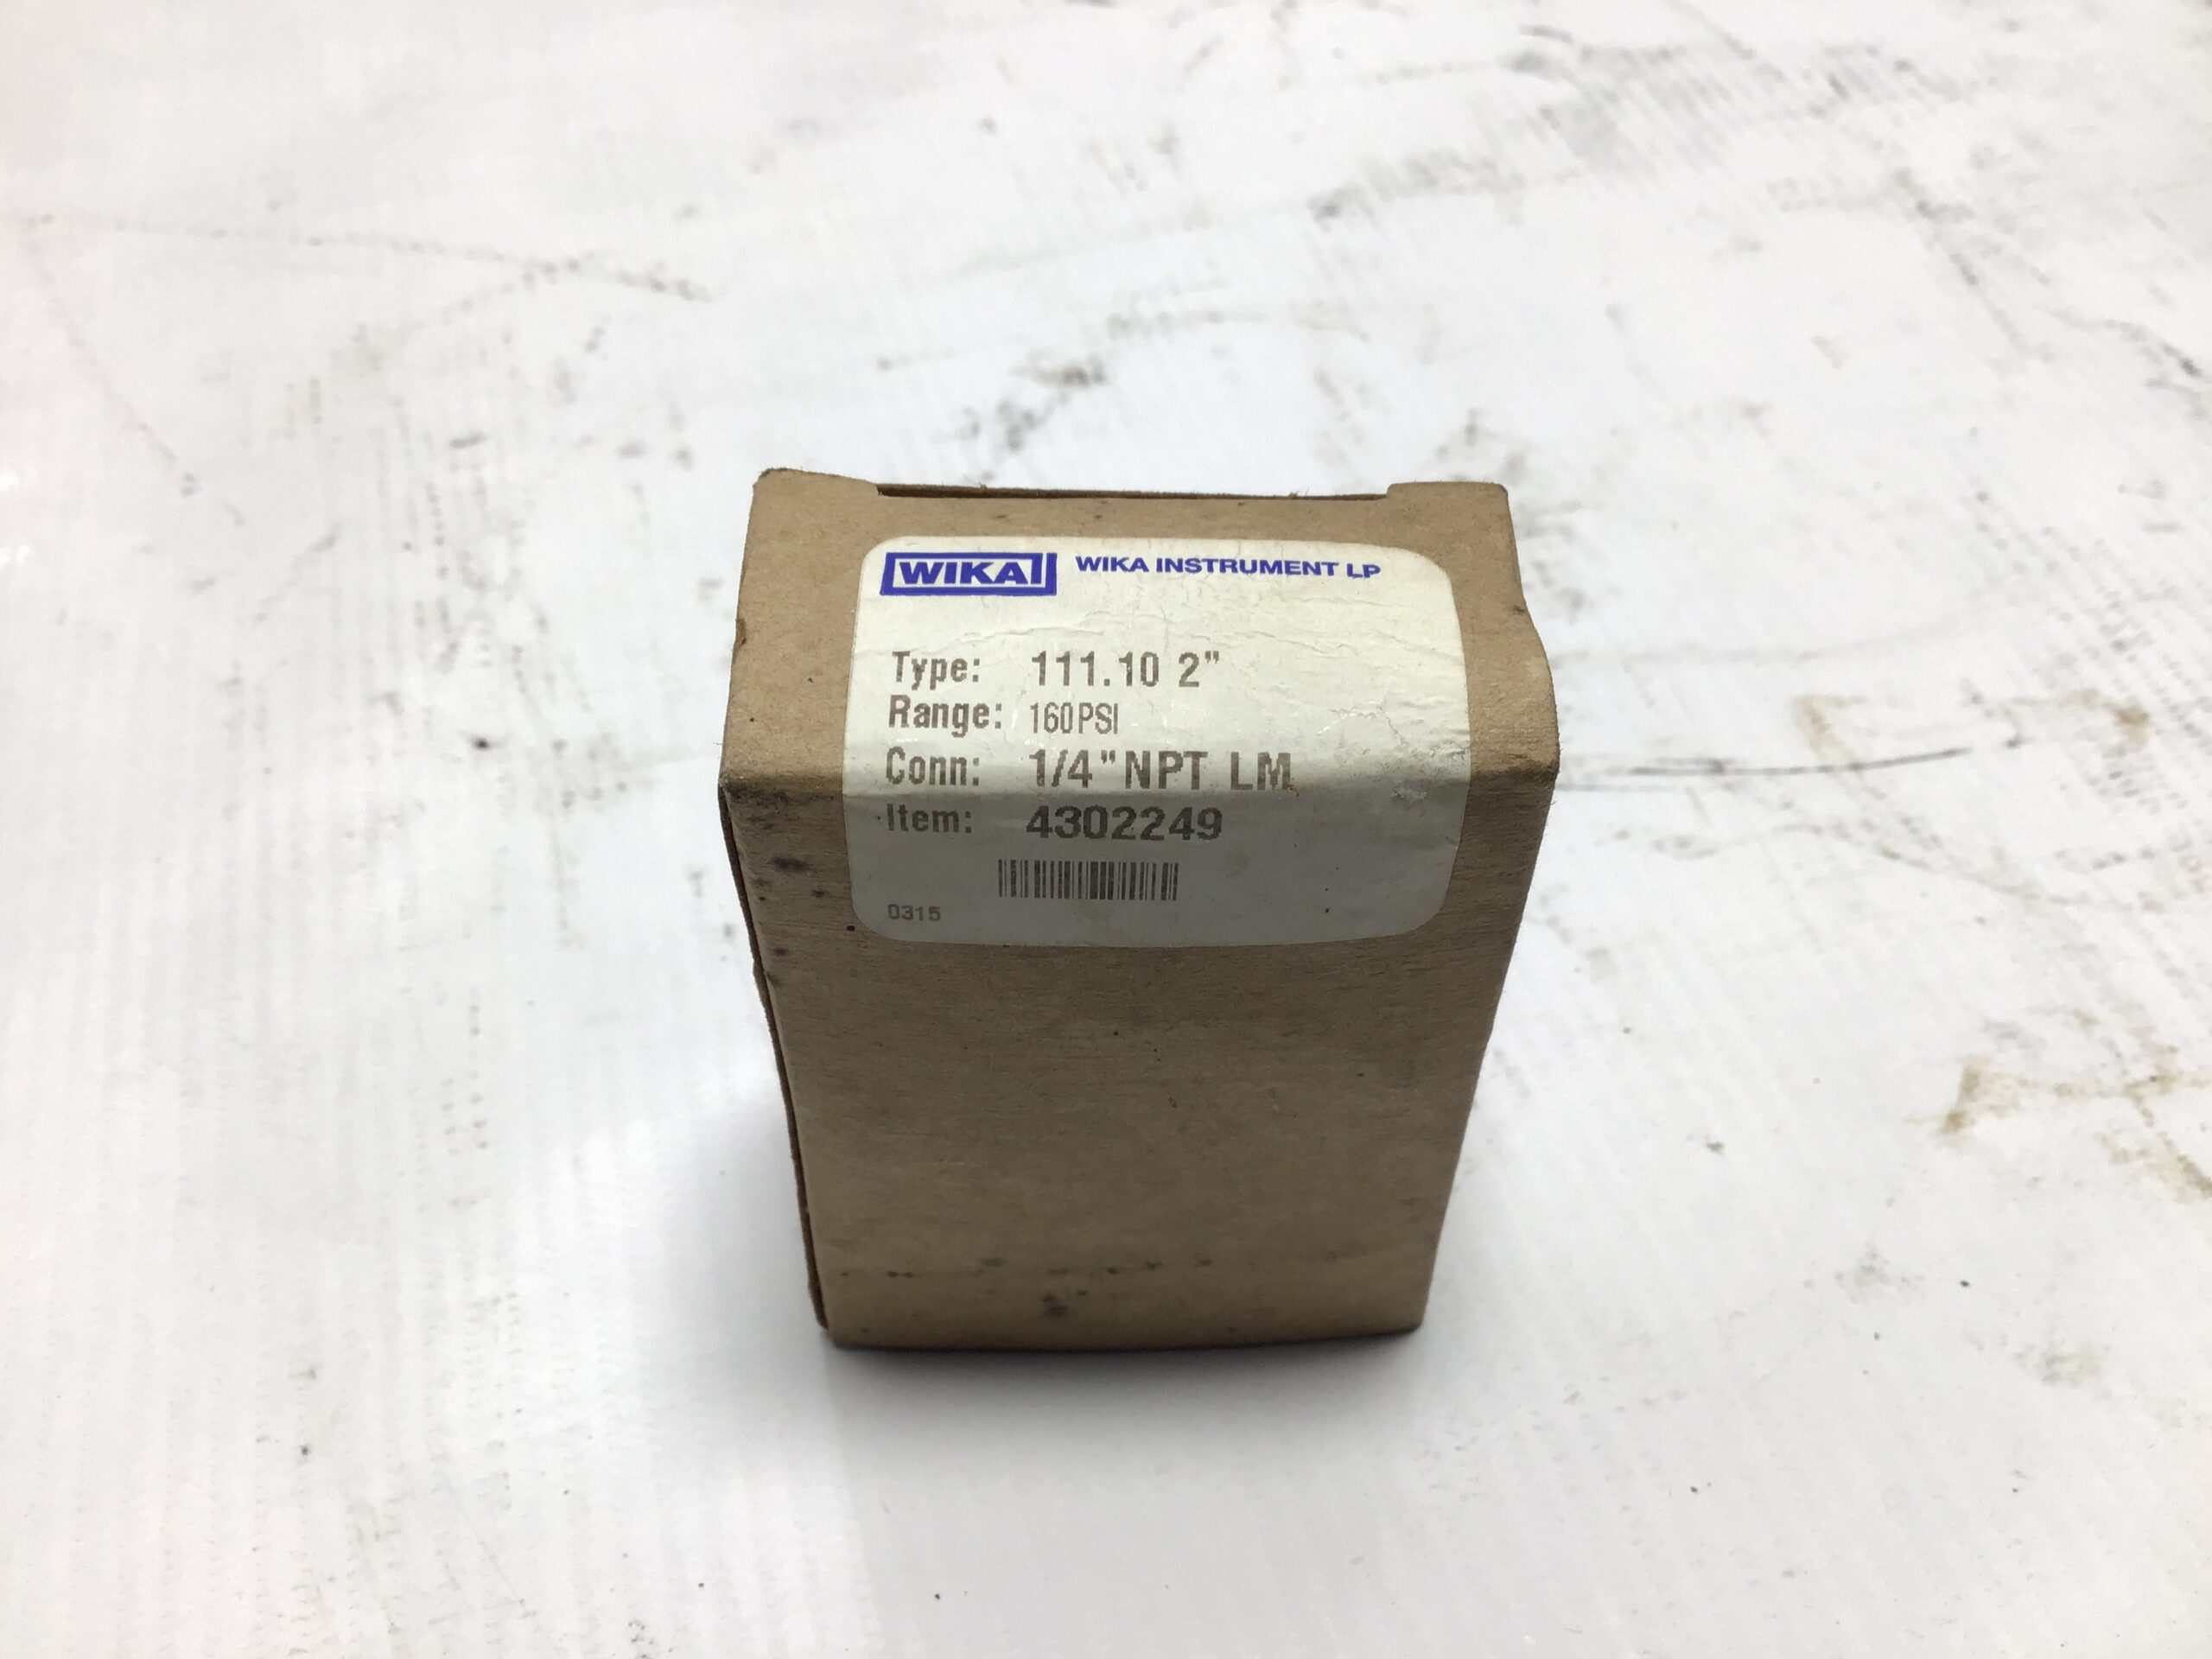 WIKA WIKA INSTRUMENT LP
Type: 111.10 2"
Range: 160PSI
Conn: 1/4"NPT LM
Item: 4302249
0315